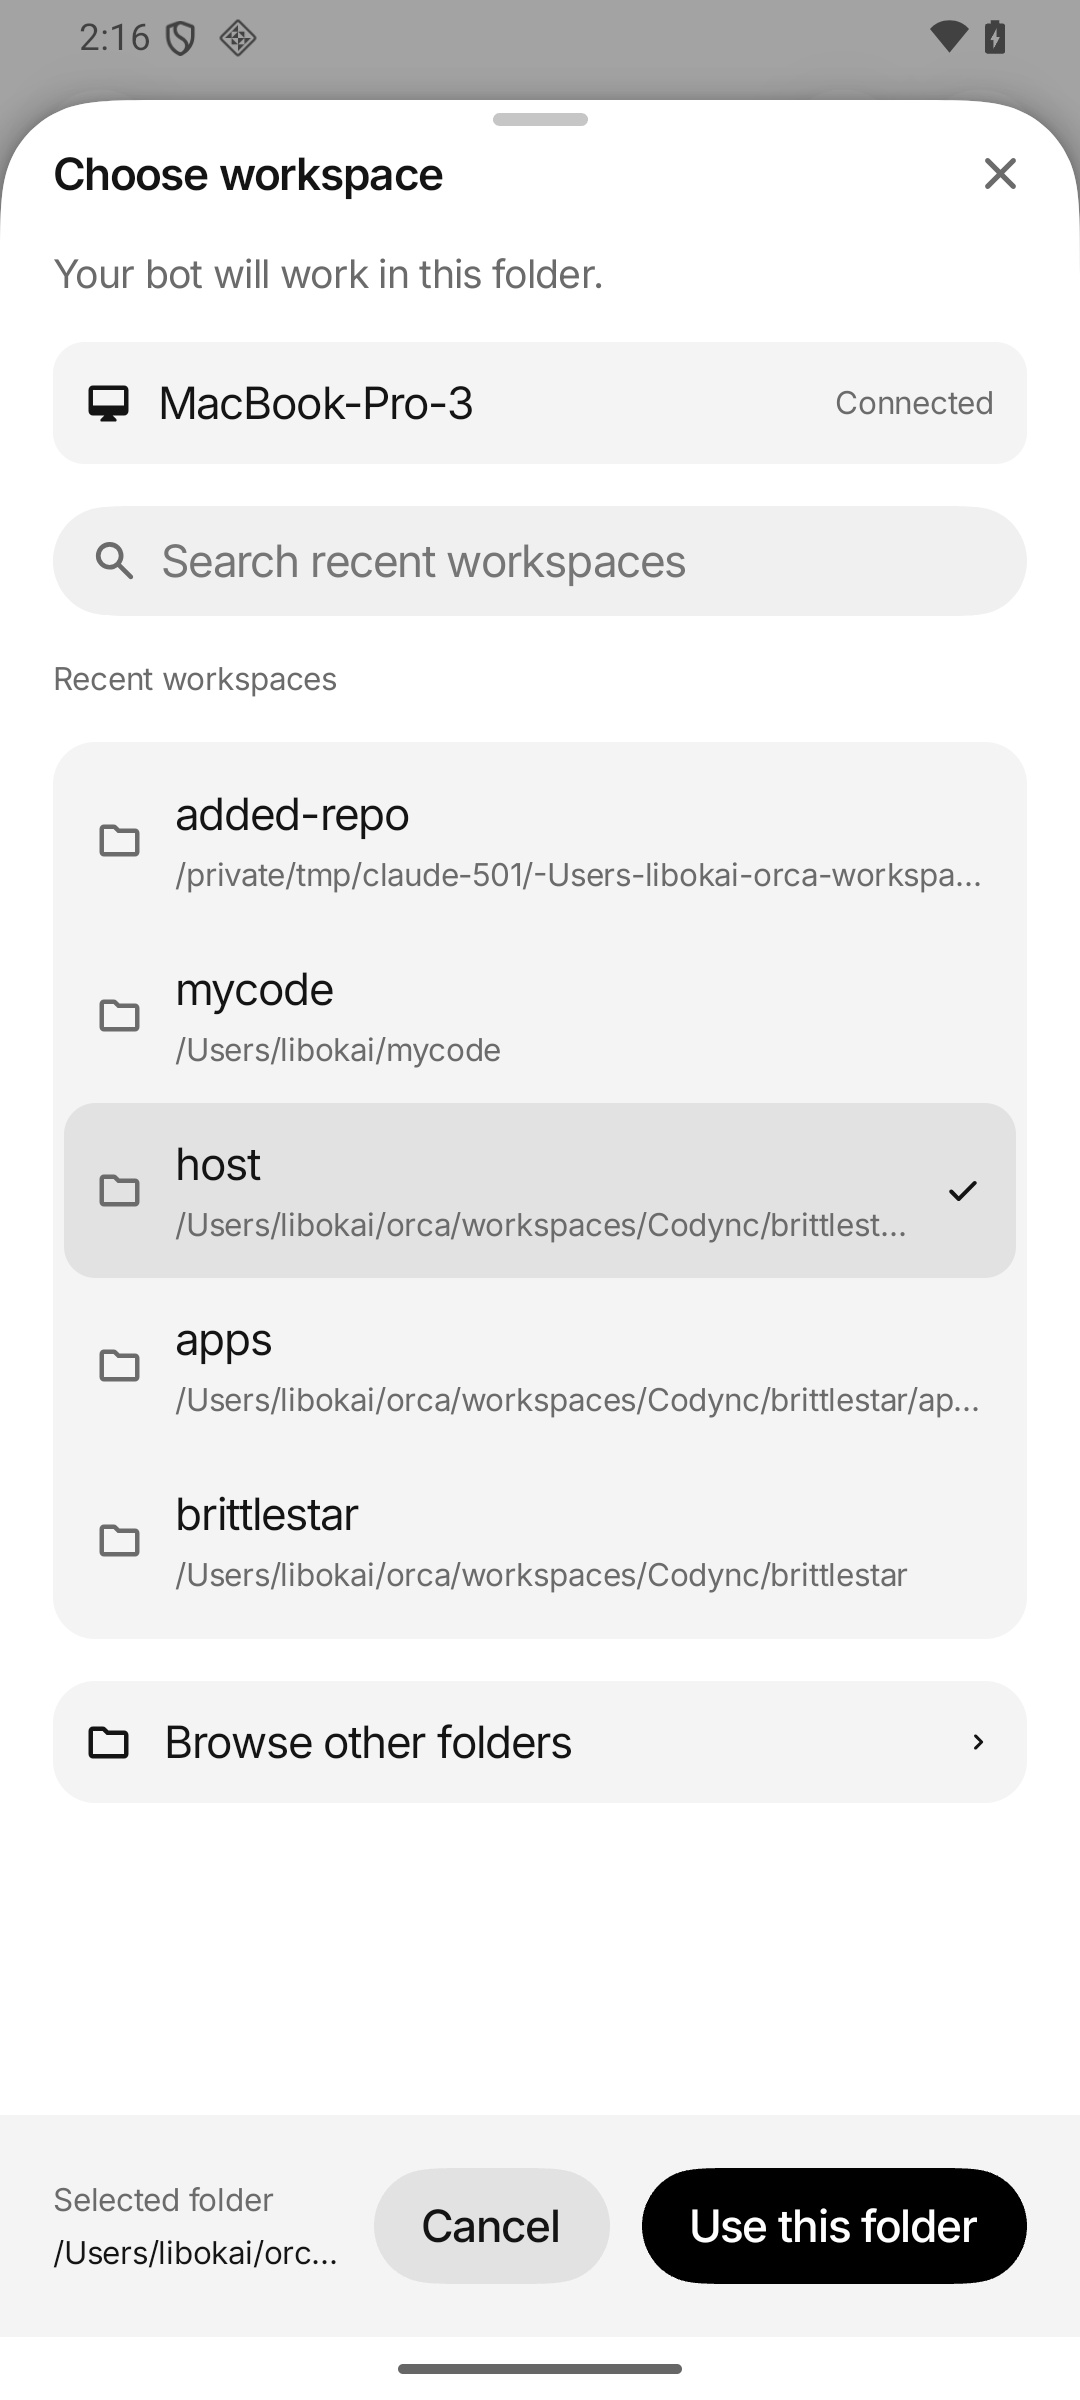 2:16
Choose workspace
Your bot will work in this folder.
MacBook-Pro-3
Connected
Search recent workspaces
Recent workspaces
added-repo
/private/tmp/claude-501/-Users-libokai-orca-workspa...
mycode
/Users/libokai/mycode
host
/Users/libokai/orca/workspaces/Codync/brittlest...
apps
/Users/libokai/orca/workspaces/Codync/brittlestar/ap...
brittlestar
/Users/libokai/orca/workspaces/Codync/brittlestar
Browse other folders
Selected folder
/Users/libokai/orc...
Cancel
Use this folder